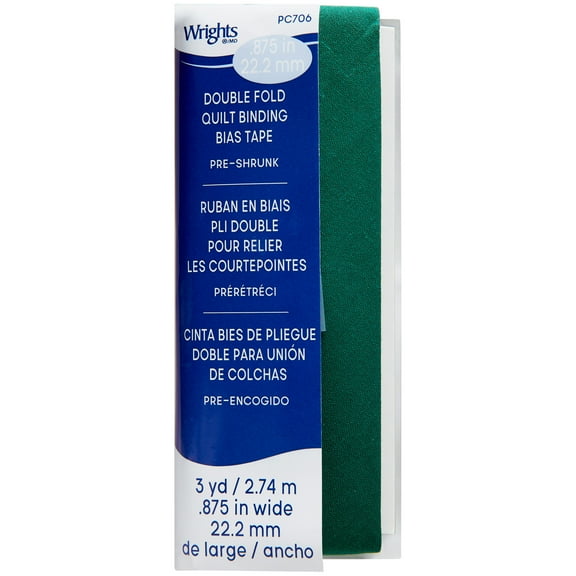 PC706
Wrights
®/MD
.875 in
22.2 mm
DOUBLE FOLD
QUILT BINDING
BIAS TAPE
PRE-SHRUNK
RUBAN EN BIAIS
PLI DOUBLE
POUR RELIER
LES COURTEPOINTES
PRÉRÉTRÉCI
CINTA BIES DE PLIEGUE
DOBLE PARA UNIÓN
DE COLCHAS
PRE-ENCOGIDO
3 yd / 2.74 m
.875 in wide
22.2 mm
de large / ancho